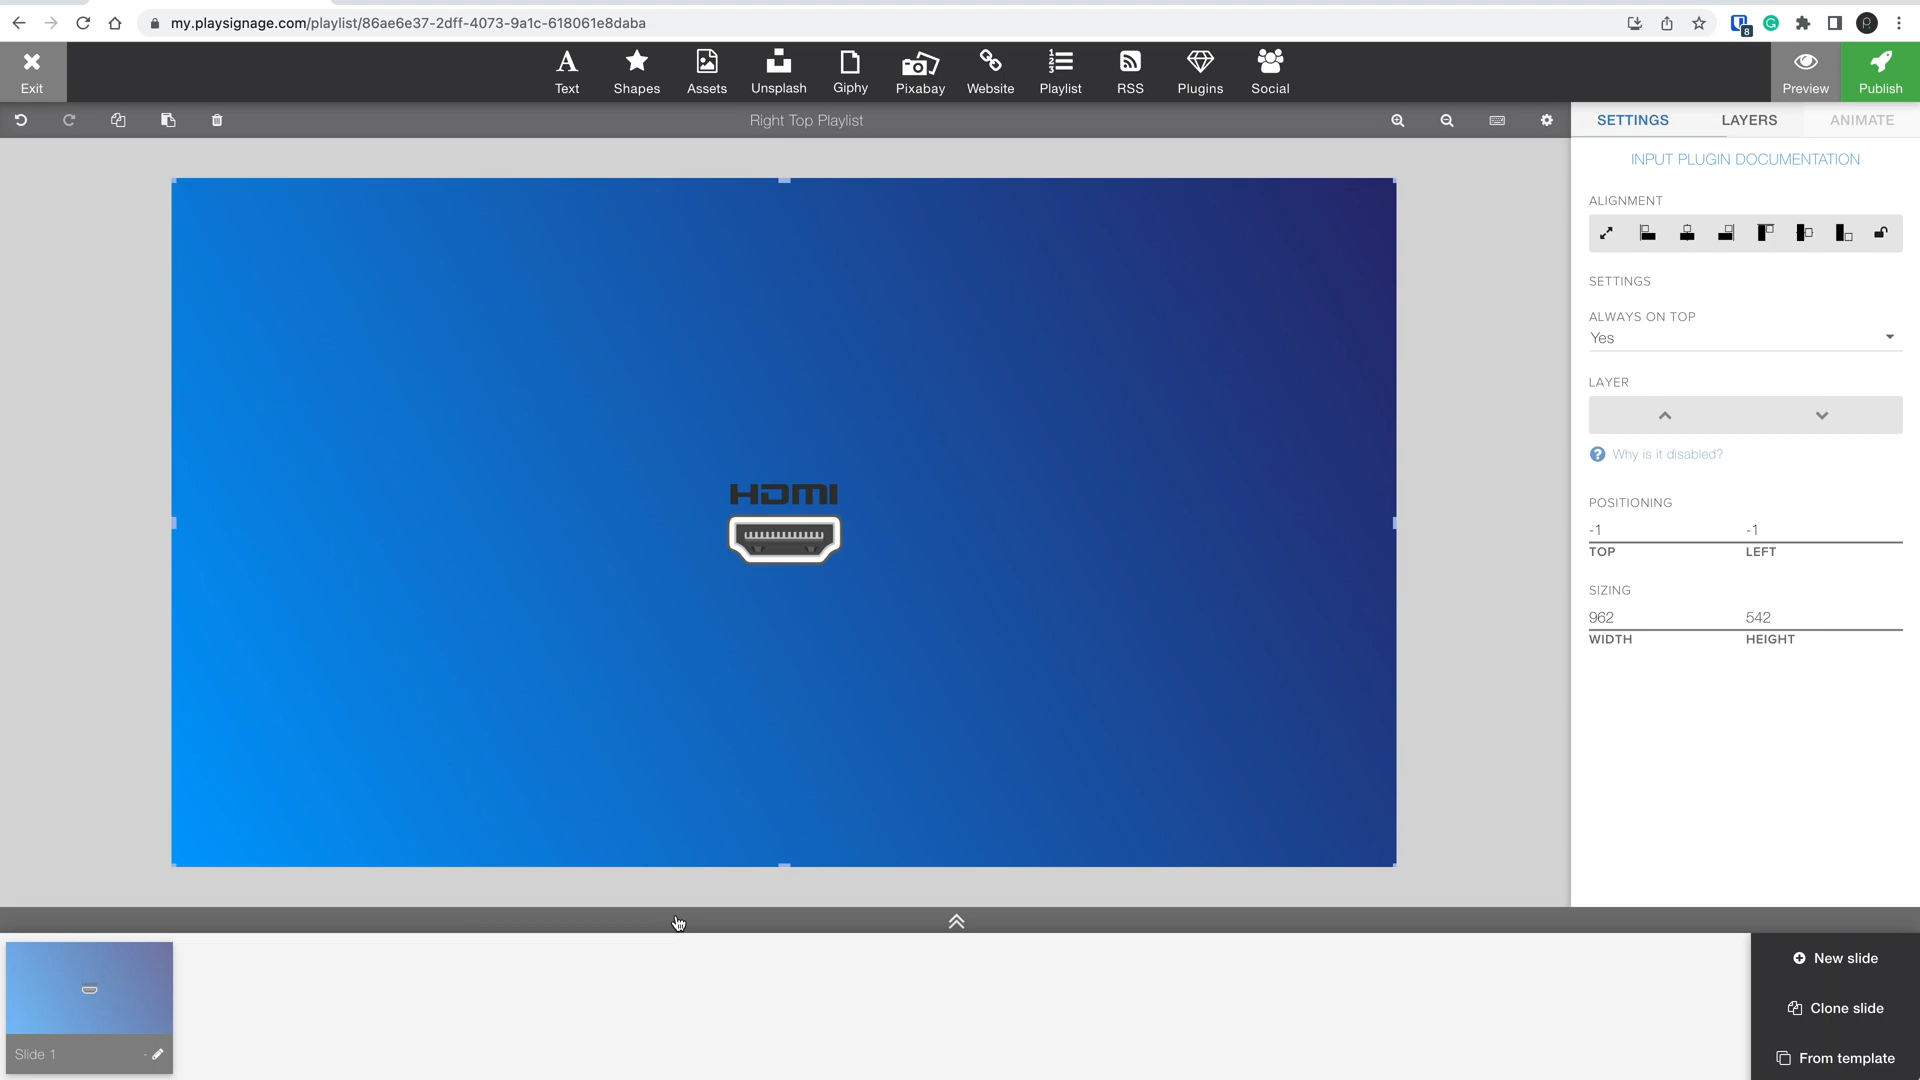 my.playsignage.com/playlist/86ae6e37-2dff-4073-9a1c-618061e8daba
8
Exit
Text
Shapes
Assets
Unsplash
Giphy
Pixabay
Website
Playlist
RSS
Plugins
Social
Preview
Publish
Right Top Playlist
SETTINGS
LAYERS
ANIMATE
INPUT PLUGIN DOCUMENTATION
ALIGNMENT
SETTINGS
ALWAYS ON TOP
Yes
LAYER
? Why is it disabled?
HDMI
POSITIONING
-1 -1
TOP LEFT
SIZING
962 542
WIDTH HEIGHT
New slide
Clone slide
From template
Slide 1 -